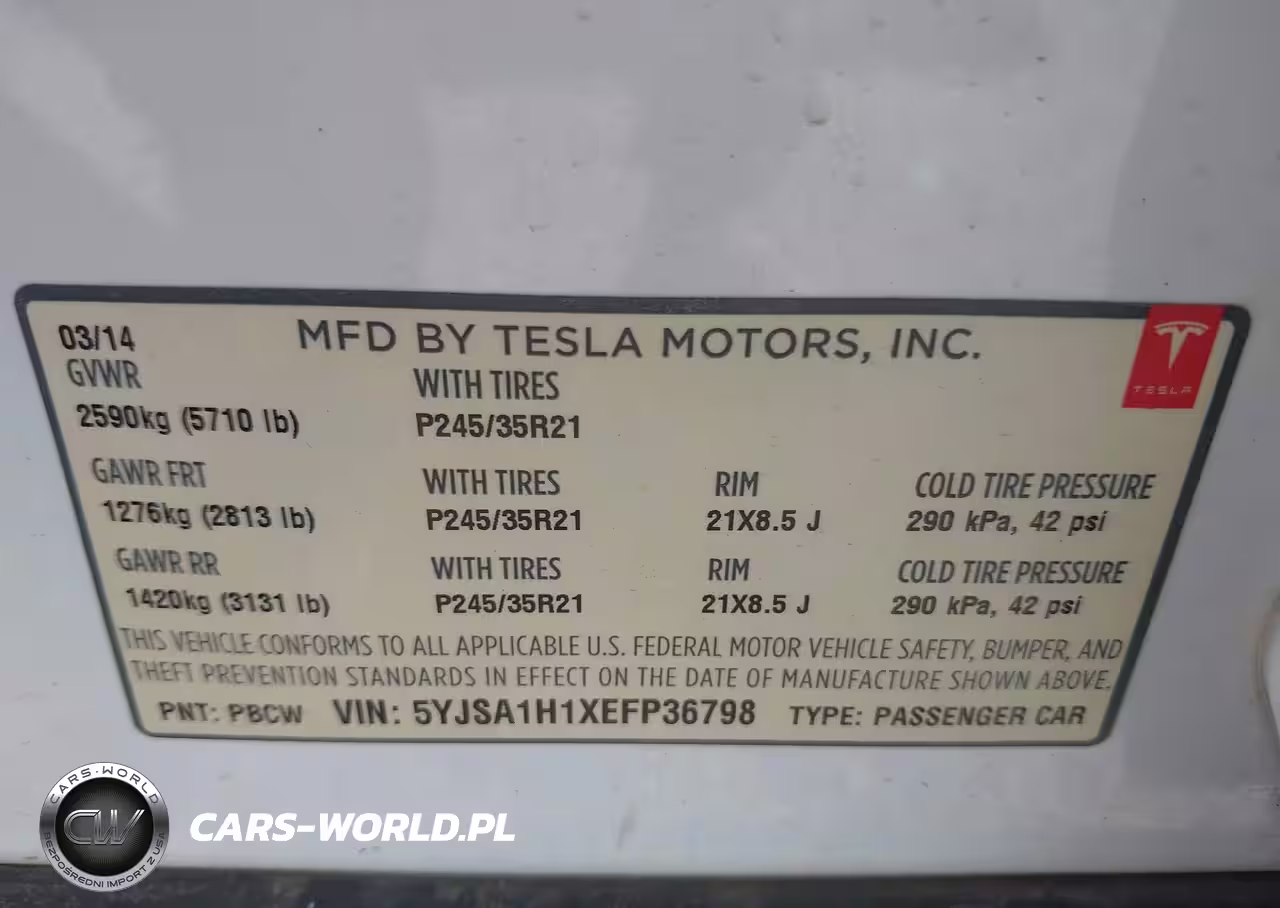 03/14 MFD BY TESLA MOTORS, INC.
TESLA
GVWR WITH TIRES
2590kg (5710 lb) P245/35R21
GAWR FRT WITH TIRES RIM COLD TIRE PRESSURE
1276kg (2813 lb) P245/35R21 21X8.5 J 290 kPa, 42 psi
GAWR RR WITH TIRES RIM COLD TIRE PRESSURE
1420kg (3131 lb) P245/35R21 21X8.5 J 290 kPa, 42 psi
THIS VEHICLE CONFORMS TO ALL APPLICABLE U.S. FEDERAL MOTOR VEHICLE SAFETY, BUMPER, AND
THEFT PREVENTION STANDARDS IN EFFECT ON THE DATE OF MANUFACTURE SHOWN ABOVE.
PNT: PBCW VIN: 5YJSA1H1XEFP36798 TYPE: PASSENGER CAR
CARS-WORLD
CW
BEZPOŚREDNI IMPORT Z USA
CARS-WORLD.PL